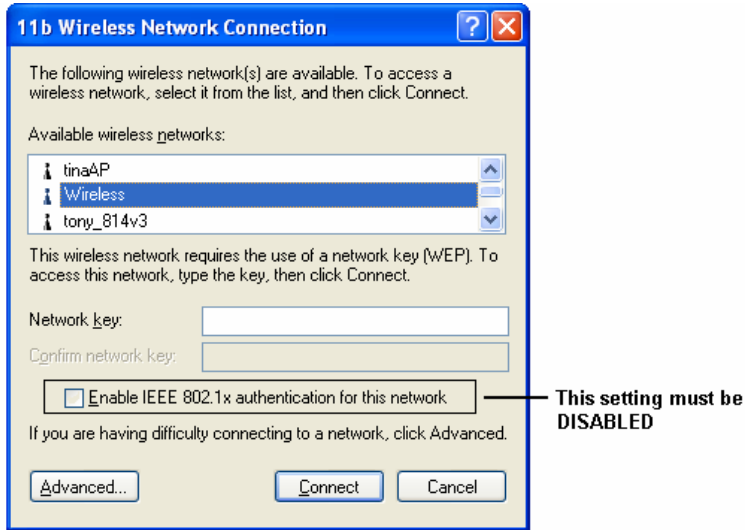 11b Wireless Network Connection
The following wireless network(s) are available. To access a
wireless network, select it from the list, and then click Connect.
Available wireless networks:
tinaAP
Wireless
tony_814v3
This wireless network requires the use of a network key (WEP). To
access this network, type the key, then click Connect.
Network key:
Confirm network key:
Enable IEEE 802.1x authentication for this network
This setting must be
DISABLED
If you are having difficulty connecting to a network, click Advanced.
Advanced...
Connect
Cancel